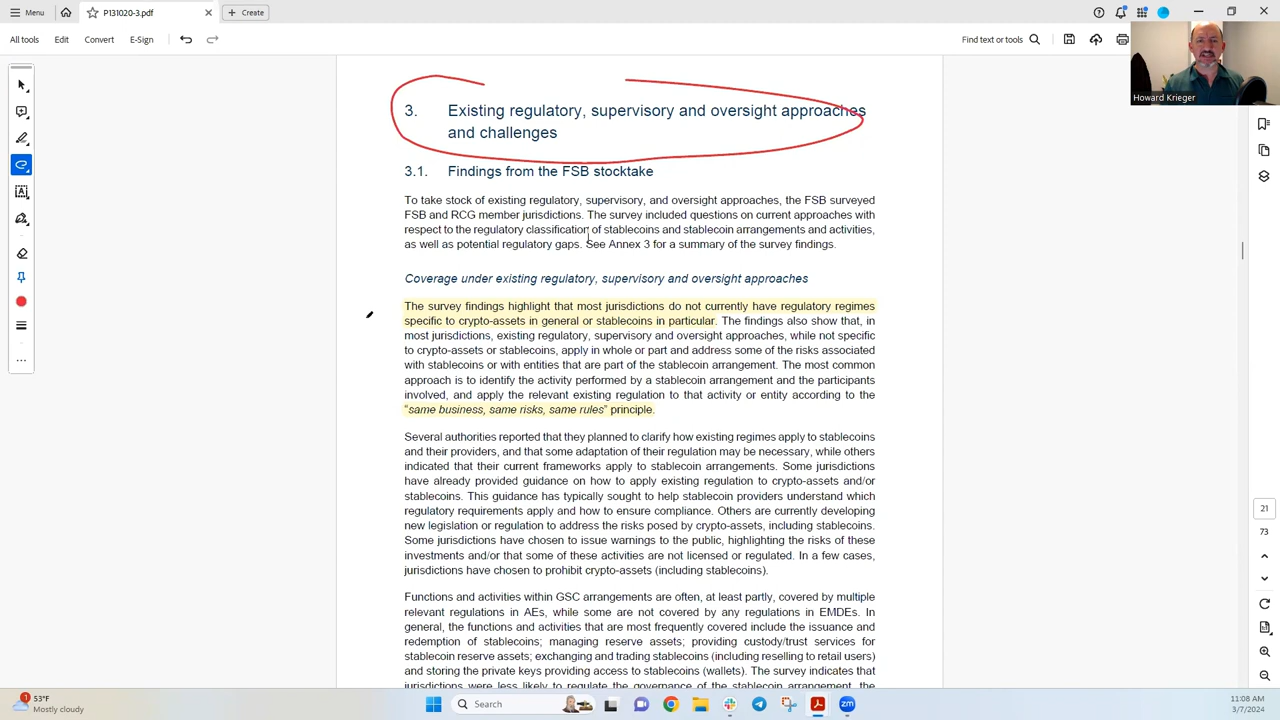 Menu
P131020-3.pdf
Create
All tools
Edit
Convert
E-Sign
Find text or tools
Howard Krieger
3. Existing regulatory, supervisory and oversight approaches
and challenges
3.1. Findings from the FSB stocktake
To take stock of existing regulatory, supervisory, and oversight approaches, the FSB surveyed
FSB and RCG member jurisdictions. The survey included questions on current approaches with
respect to the regulatory classification of stablecoins and stablecoin arrangements and activities,
as well as potential regulatory gaps. See Annex 3 for a summary of the survey findings.
Coverage under existing regulatory, supervisory and oversight approaches
The survey findings highlight that most jurisdictions do not currently have regulatory regimes
specific to crypto-assets in general or stablecoins in particular. The findings also show that, in
most jurisdictions, existing regulatory, supervisory and oversight approaches, while not specific
to crypto-assets or stablecoins, apply in whole or part and address some of the risks associated
with stablecoins or with entities that are part of the stablecoin arrangement. The most common
approach is to identify the activity performed by a stablecoin arrangement and the participants
involved, and apply the relevant existing regulation to that activity or entity according to the
"same business, same risks, same rules" principle.
Several authorities reported that they planned to clarify how existing regimes apply to stablecoins
and their providers, and that some adaptation of their regulation may be necessary, while others
indicated that their current frameworks apply to stablecoin arrangements. Some jurisdictions
have already provided guidance on how to apply existing regulation to crypto-assets and/or
stablecoins. This guidance has typically sought to help stablecoin providers understand which
regulatory requirements apply and how to ensure compliance. Others are currently developing
new legislation or regulation to address the risks posed by crypto-assets, including stablecoins.
Some jurisdictions have chosen to issue warnings to the public, highlighting the risks of these
investments and/or that some of these activities are not licensed or regulated. In a few cases,
jurisdictions have chosen to prohibit crypto-assets (including stablecoins).
Functions and activities within GSC arrangements are often, at least partly, covered by multiple
relevant regulations in AEs, while some are not covered by any regulations in EMDEs. In
general, the functions and activities that are most frequently covered include the issuance and
redemption of stablecoins; managing reserve assets; providing custody/trust services for
stablecoin reserve assets; exchanging and trading stablecoins (including reselling to retail users)
and storing the private keys providing access to stablecoins (wallets). The survey indicates that
jurisdictions were less likely to regulate the governance of the stablecoin arrangement, the
21
73
1
53°F
Mostly cloudy
Search
zm
11:08 AM
3/7/2024